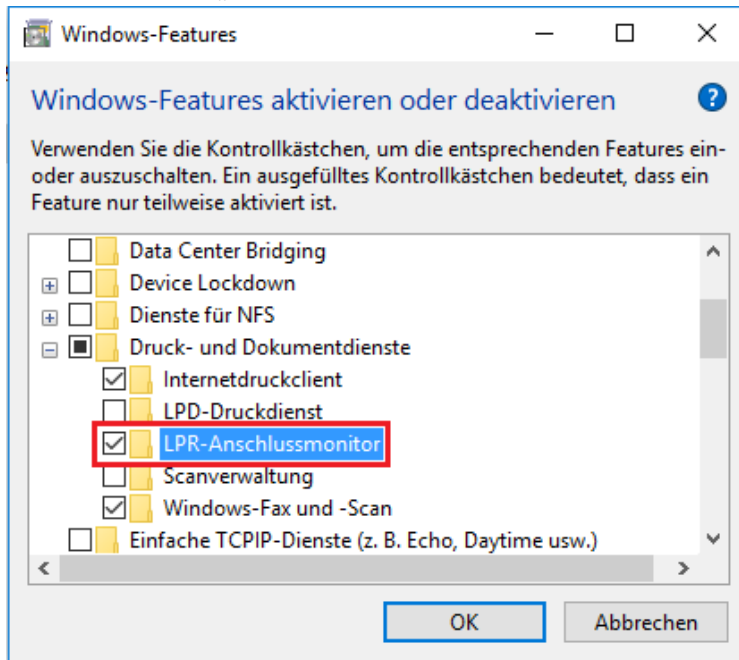 Windows-Features
Windows-Features aktivieren oder deaktivieren
Verwenden Sie die Kontrollkästchen, um die entsprechenden Features ein-
oder auszuschalten. Ein ausgefülltes Kontrollkästchen bedeutet, dass ein
Feature nur teilweise aktiviert ist.
Data Center Bridging
Device Lockdown
Dienste für NFS
Druck- und Dokumentdienste
Internetdruckclient
LPD-Druckdienst
LPR-Anschlussmonitor
Scanverwaltung
Windows-Fax und -Scan
Einfache TCPIP-Dienste (z. B. Echo, Daytime usw.)
OK Abbrechen